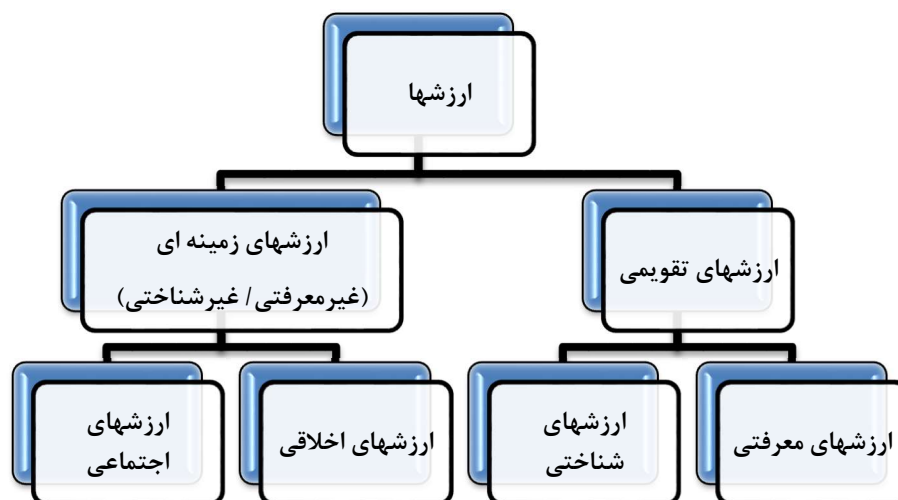 ارزشها
ارزشهای تقویمی
ارزشهای زمینه ای
(غیرمعرفتی/ غیرشناختی)
ارزشهای معرفتی
ارزشهای
شناختی
ارزشهای اخلاقی
ارزشهای
اجتماعی